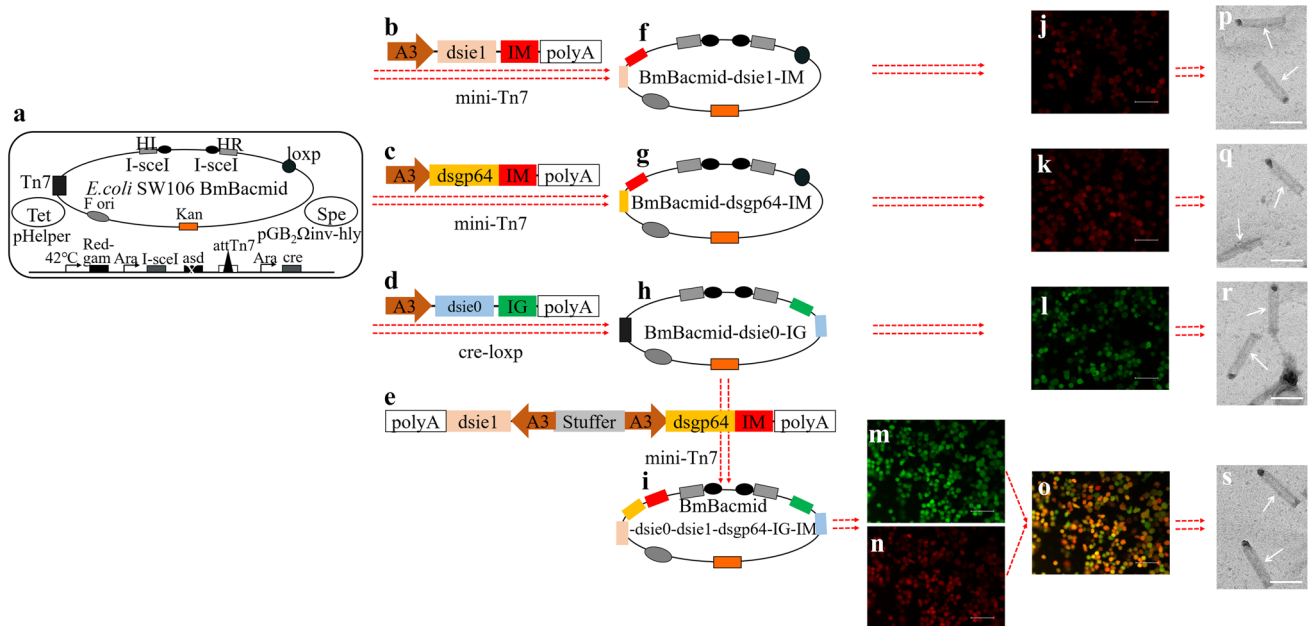 a
HL
HR
I-sceI
I-sceI
loxp
Tn7
E.coli SW106 BmBacmid
F ori
Kan
Tet
Spe
pHelper
pGB2Ωinv-hly
42℃
Red-
gam
Ara
I-sceI
asd
attTn7
Ara
cre
b
A3
dsie1
IM
polyA
mini-Tn7
c
A3
dsgp64
IM
polyA
mini-Tn7
d
A3
dsie0
IG
polyA
cre-loxp
e
polyA
dsie1
A3
Stuffer
A3
dsgp64
IM
polyA
mini-Tn7
f
BmBacmid-dsie1-IM
g
BmBacmid-dsgp64-IM
h
BmBacmid-dsie0-IG
i
BmBacmid
-dsie0-dsie1-dsgp64-IG-IM
j
k
l
m
n
o
p
q
r
s